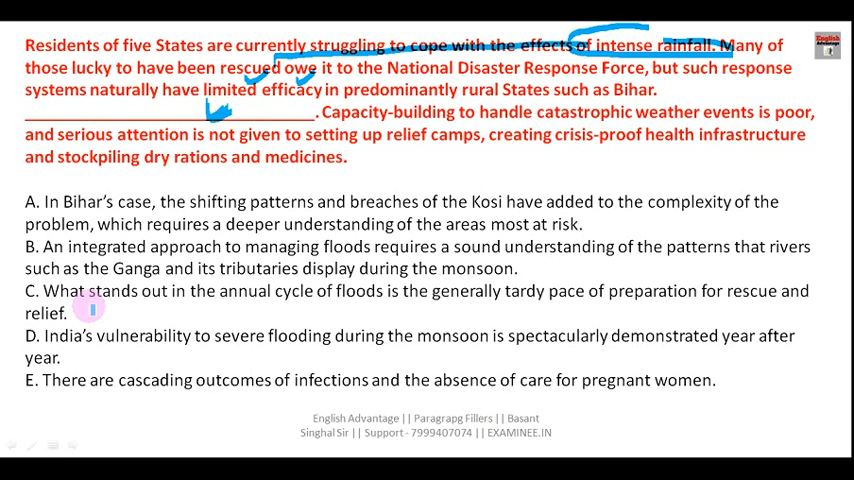 Residents of five States are currently struggling to cope with the effects of intense rainfall. Many of
those lucky to have been rescued owe it to the National Disaster Response Force, but such response
systems naturally have limited efficacy in predominantly rural States such as Bihar.
______________________________. Capacity-building to handle catastrophic weather events is poor,
and serious attention is not given to setting up relief camps, creating crisis-proof health infrastructure
and stockpiling dry rations and medicines.
A. In Bihar's case, the shifting patterns and breaches of the Kosi have added to the complexity of the
problem, which requires a deeper understanding of the areas most at risk.
B. An integrated approach to managing floods requires a sound understanding of the patterns that rivers
such as the Ganga and its tributaries display during the monsoon.
C. What stands out in the annual cycle of floods is the generally tardy pace of preparation for rescue and
relief.
D. India's vulnerability to severe flooding during the monsoon is spectacularly demonstrated year after
year.
E. There are cascading outcomes of infections and the absence of care for pregnant women.
English Advantage || Paragrapg Fillers || Basant
Singhal Sir || Support - 7999407074 || EXAMINEE.IN
English
Advantage